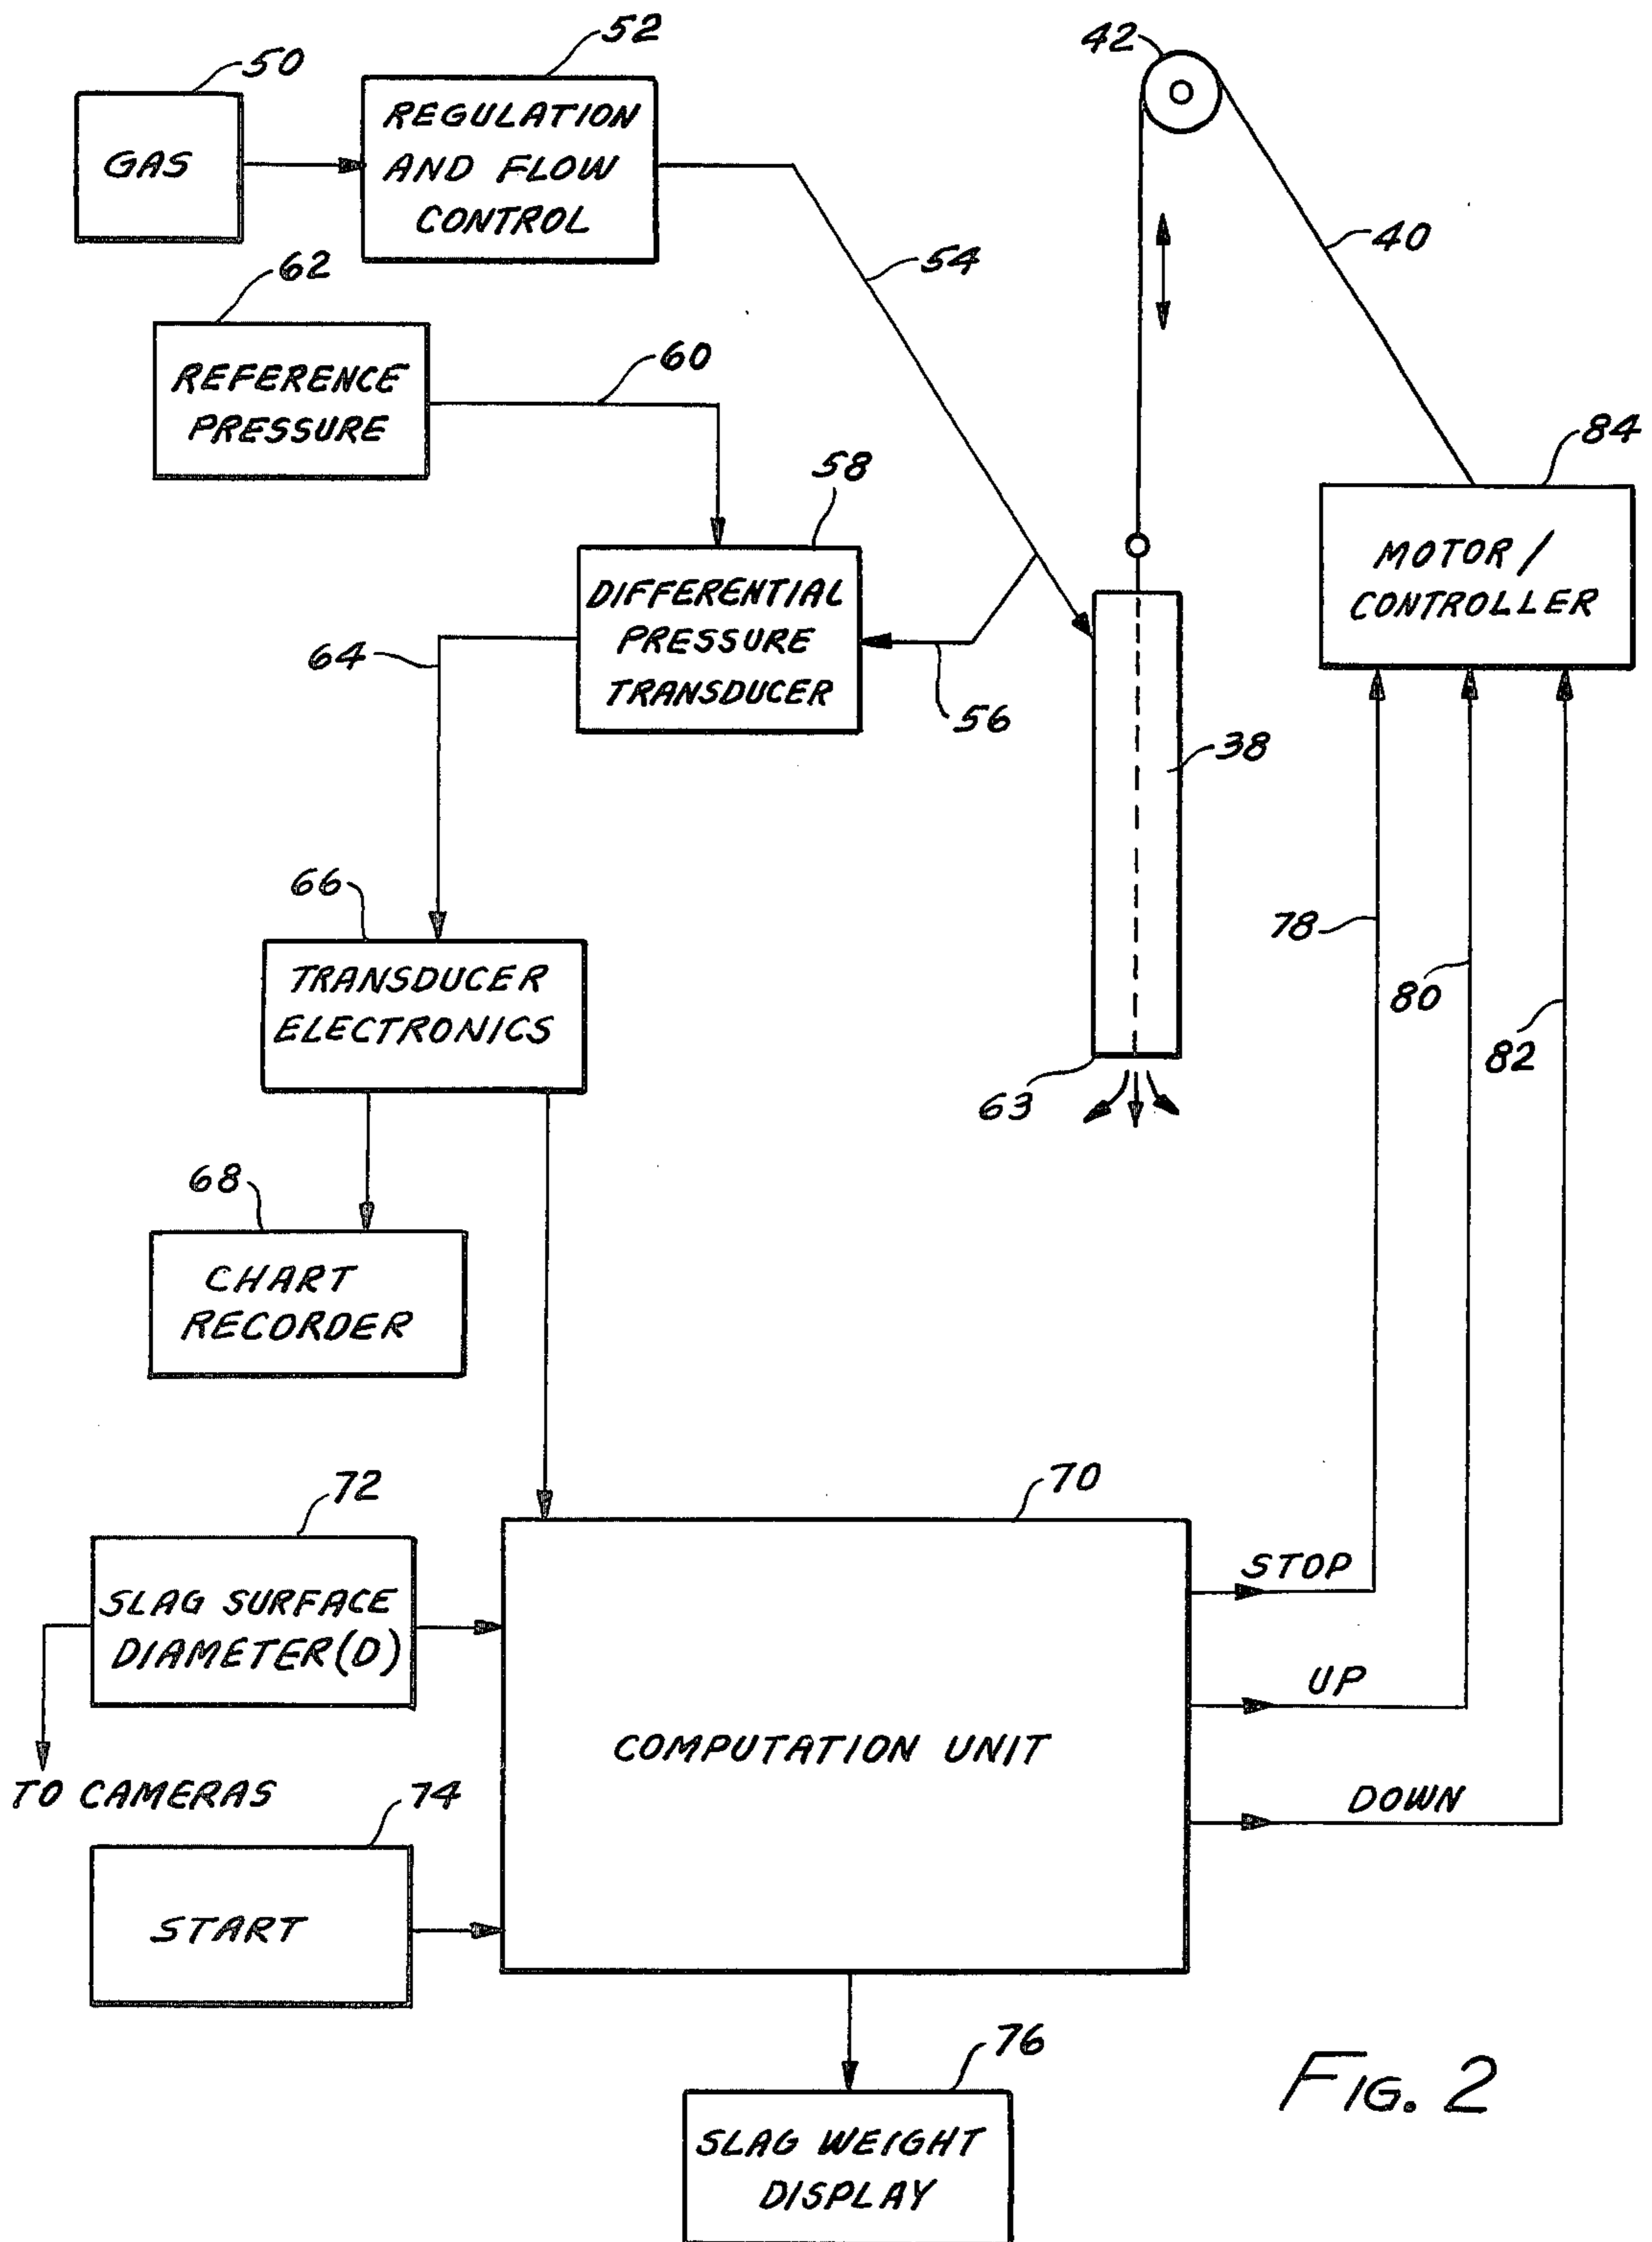 52
42
50
REGULATION
AND FLOW
CONTROL
GAS
40
54
62
60
REFERENCE
PRESSURE
84
58
MOTOR/
CONTROLLER
DIFFERENTIAL
PRESSURE
TRANSDUCER
64
56
38
66
78
TRANSDUCER
ELECTRONICS
80
82
63
68
CHART
RECORDER
72
70
STOP
SLAG SURFACE
DIAMETER(D)
UP
COMPUTATION UNIT
TO CAMERAS
74
DOWN
START
76
FIG. 2
SLAG WEIGHT
DISPLAY